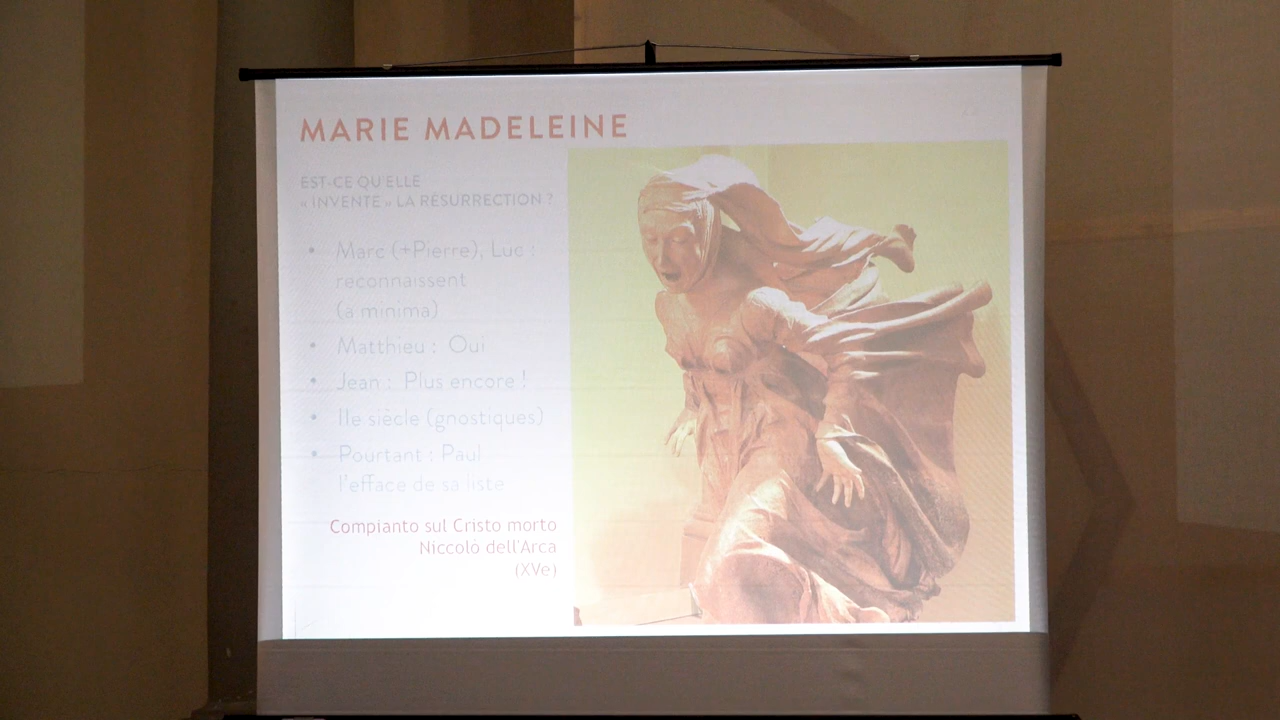 MARIE MADELEINE
EST-CE QU'ELLE
« INVENTE » LA RÉSURRECTION ?
• Marc (+Pierre), Luc :
reconnaissent
(a minima)
• Matthieu : Oui
• Jean : Plus encore !
• IIe siècle (gnostiques)
• Pourtant : Paul
l'efface de sa liste
Compianto sul Cristo morto
Niccolò dell'Arca
(XVe)